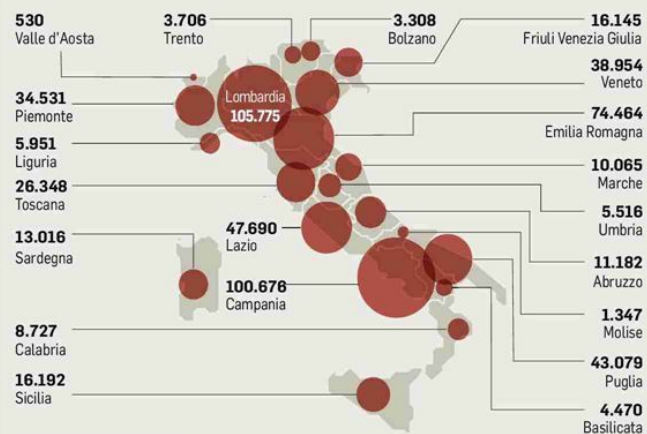 530
Valle d'Aosta
3.706
Trento
3.308
Bolzano
16.145
Friuli Venezia Giulia
38.954
Veneto
34.531
Piemonte
Lombardia
105.775
74.464
Emilia Romagna
5.951
Liguria
10.065
Marche
26.348
Toscana
5.516
Umbria
47.690
Lazio
13.016
Sardegna
11.182
Abruzzo
100.676
Campania
1.347
Molise
8.727
Calabria
43.079
Puglia
16.192
Sicilia
4.470
Basilicata